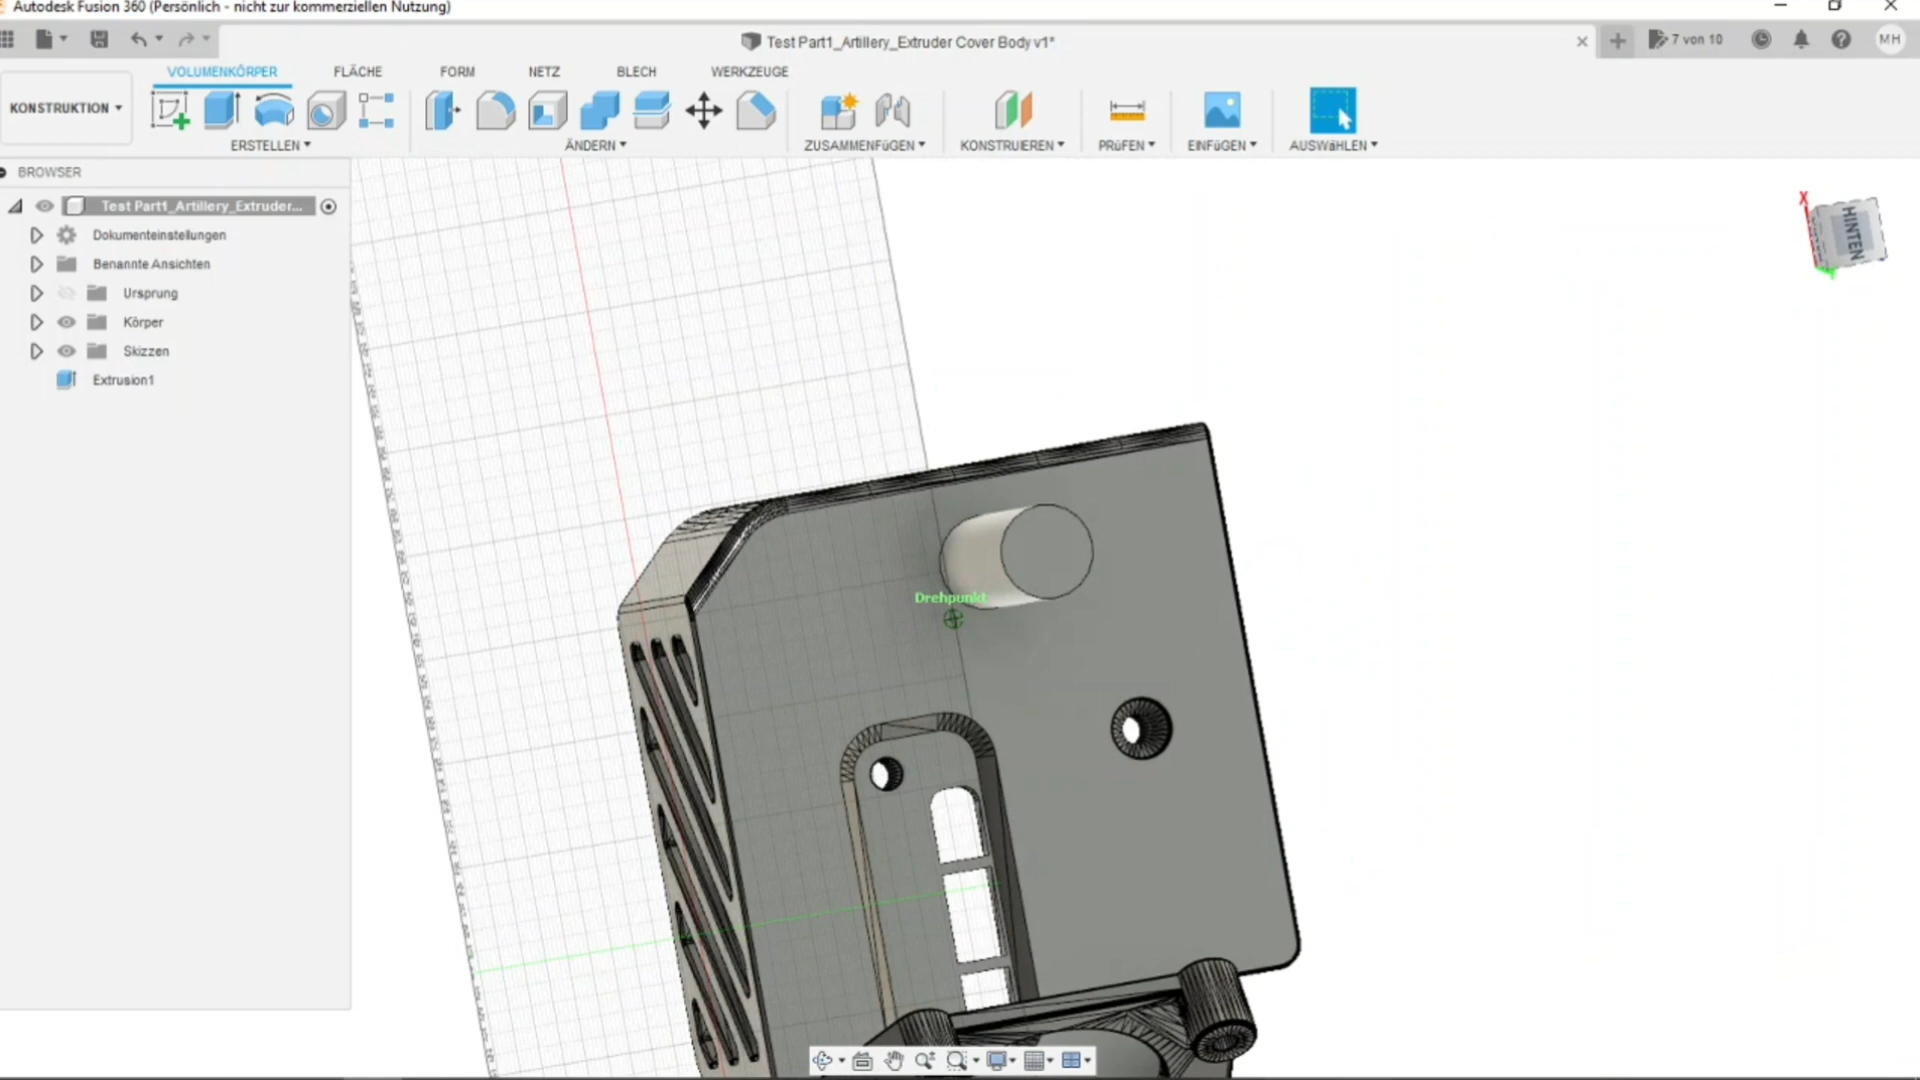 Autodesk Fusion 360 (Persönlich - nicht zur kommerziellen Nutzung)
Test Part1_Artillery_Extruder Cover Body v1*
7 von 10
MH
VOLUMENKÖRPER FLÄCHE FORM NETZ BLECH WERKZEUGE
KONSTRUKTION
ERSTELLEN ÄNDERN ZUSAMMENFÜGEN KONSTRUIEREN PRÜFEN EINFÜGEN AUSWÄHLEN
BROWSER
Test Part1_Artillery_Extruder...
Dokumenteinstellungen
Benannte Ansichten
Ursprung
Körper
Skizzen
Extrusion1
X
HINTEN
Drehpunkt